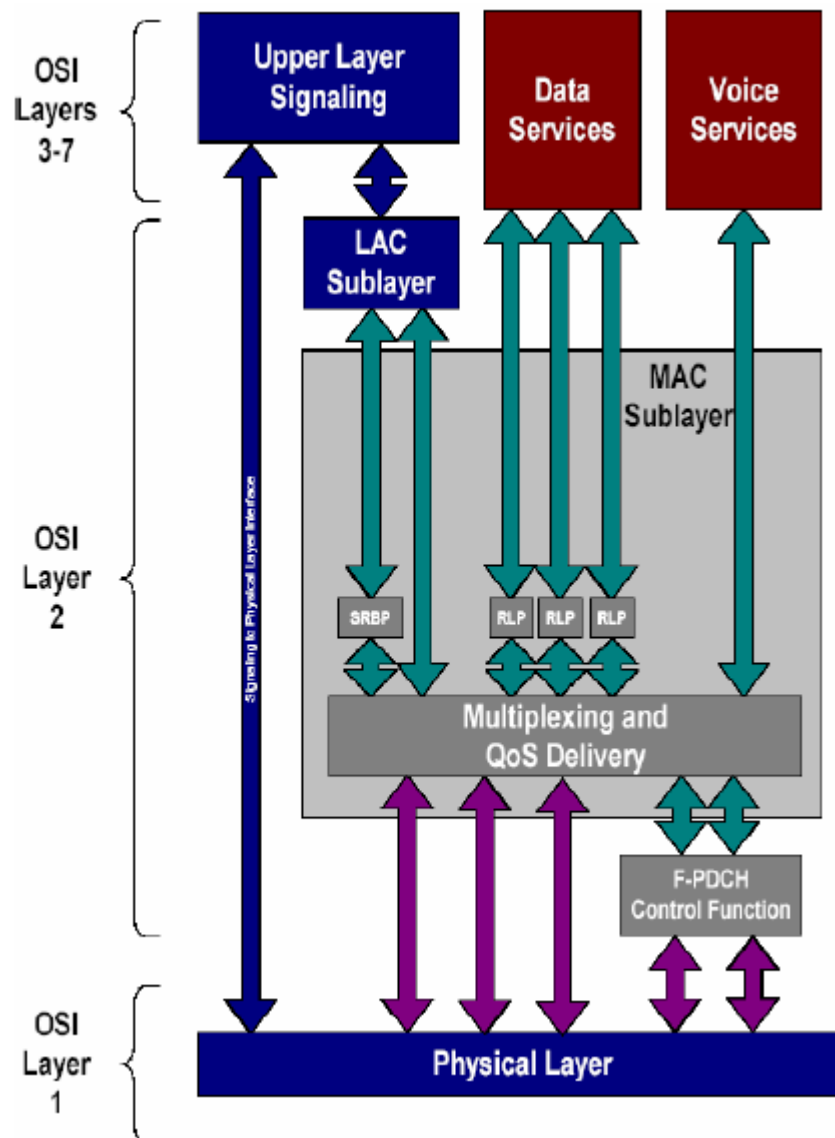 OSI
Layers
3-7
Upper Layer
Signaling
Data
Services
Voice
Services
LAC
Sublayer
MAC
Sublayer
OSI
Layer
2
Signaling to Physical Layer Interface
SRBP
RLP
RLP
RLP
Multiplexing and
QoS Delivery
F-PDCH
Control Function
OSI
Layer
1
Physical Layer